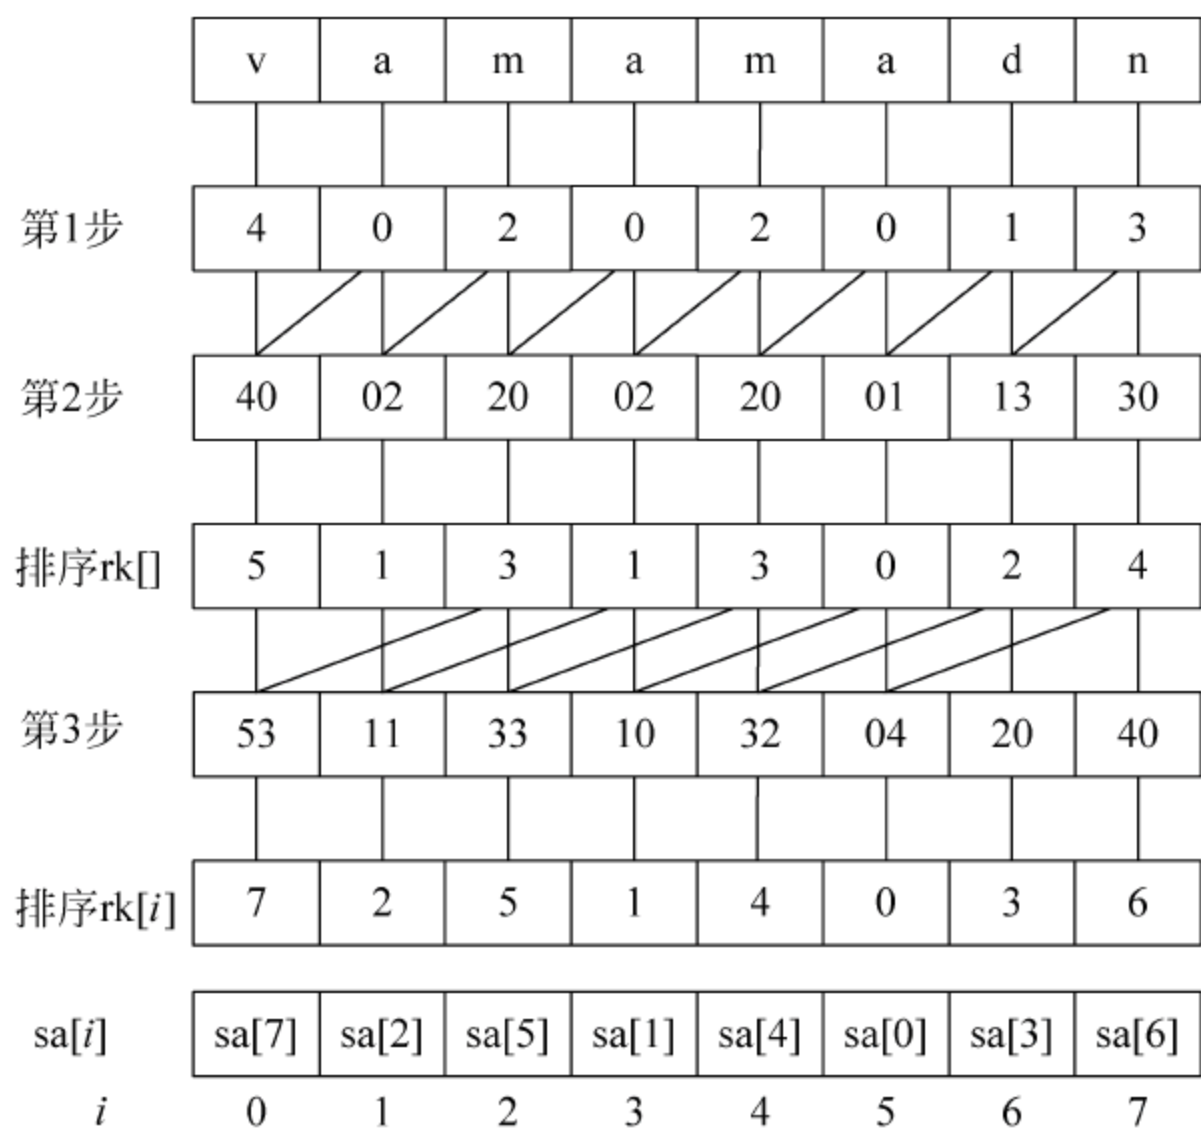 v a m a m a d n
第1步 4 0 2 0 2 0 1 3
第2步 40 02 20 02 20 01 13 30
排序rk[] 5 1 3 1 3 0 2 4
第3步 53 11 33 10 32 04 20 40
排序rk[i] 7 2 5 1 4 0 3 6
sa[i] sa[7] sa[2] sa[5] sa[1] sa[4] sa[0] sa[3] sa[6]
i 0 1 2 3 4 5 6 7